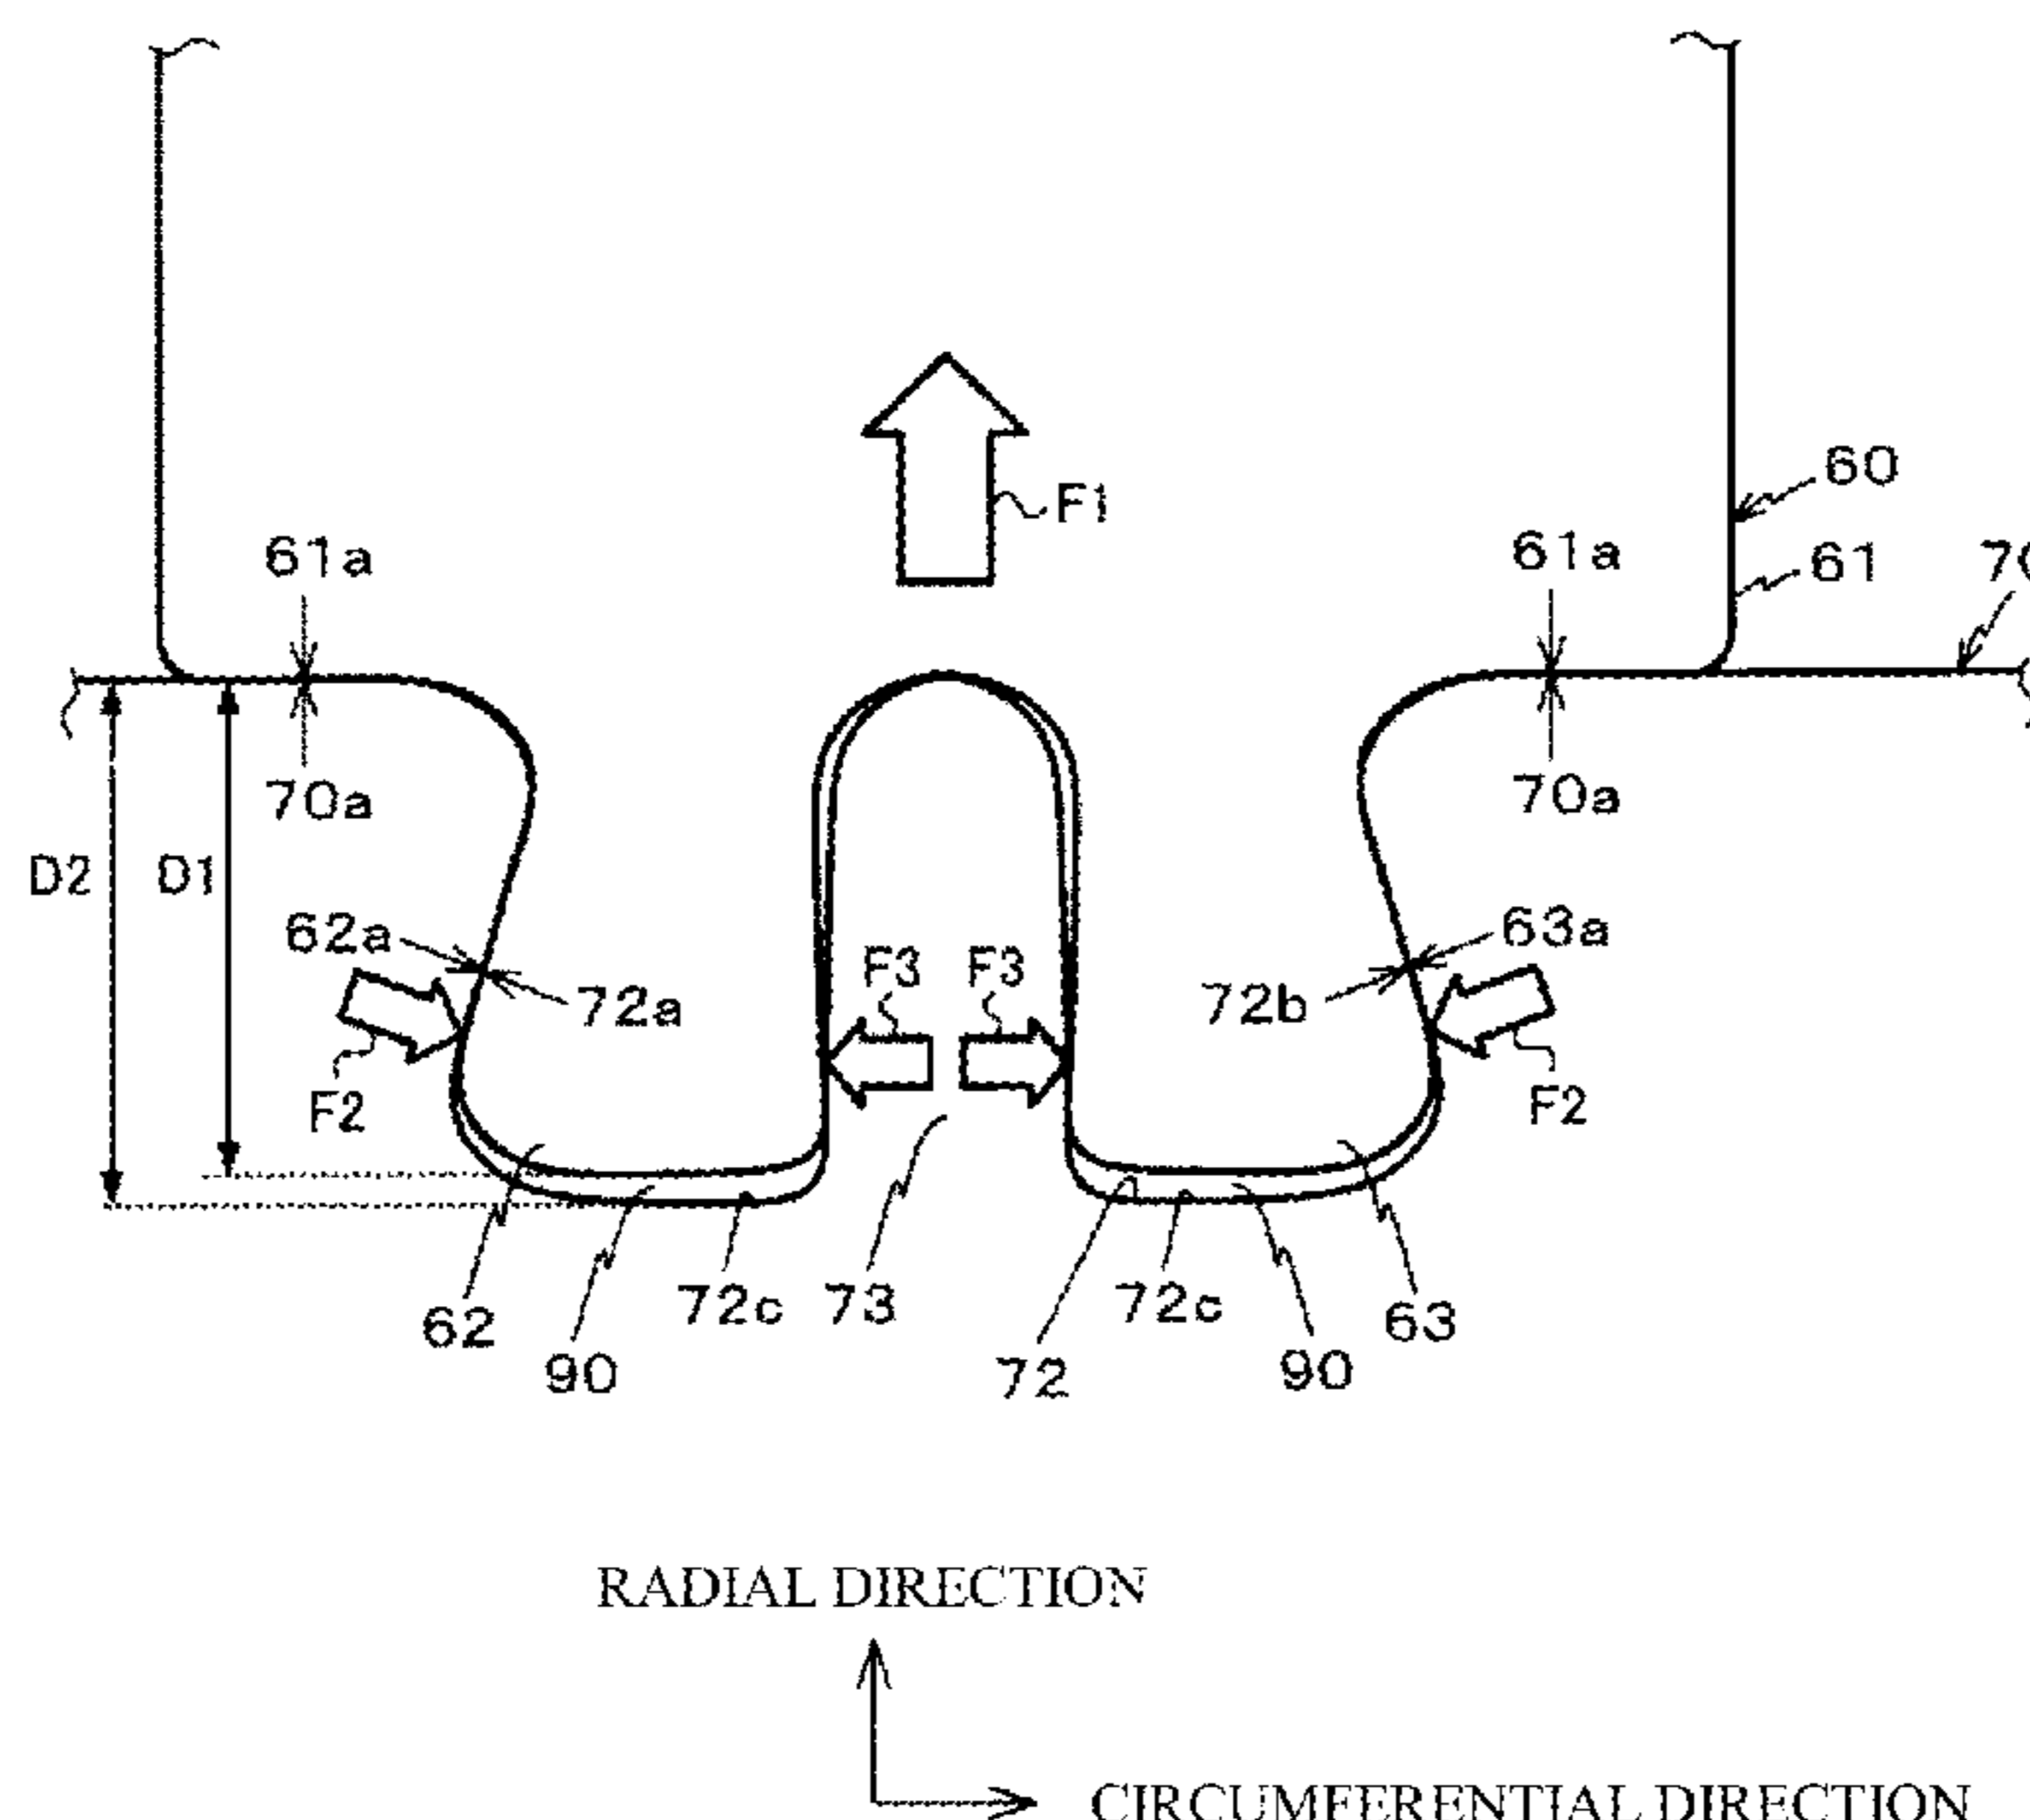 F1
60
61a
61a
61
70a
70a
D2
D1
62a
63a
F3
F3
72a
72b
F2
F2
62
72c
73
72c
63
90
72
90
RADIAL DIRECTION
CIRCUMFERENTIAL DIRECTION